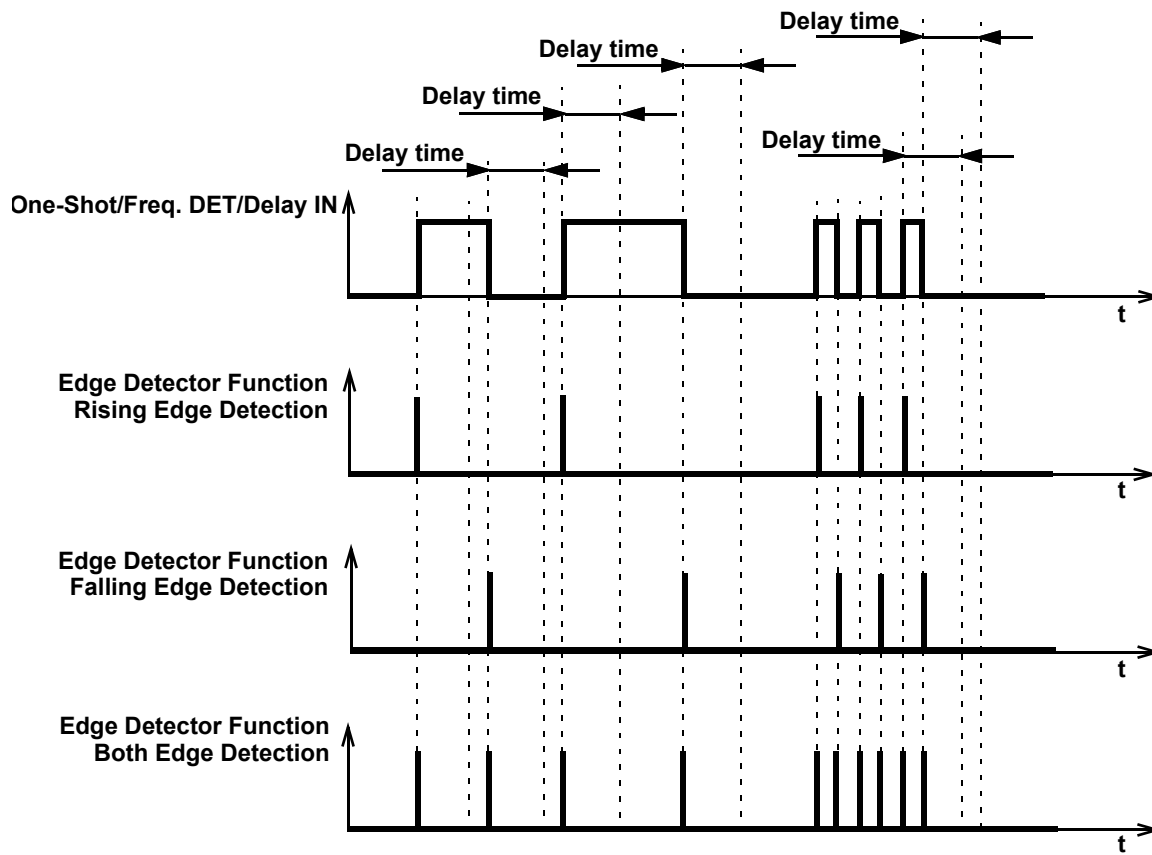 Delay time
Delay time
Delay time
Delay time
Delay time
One-Shot/Freq. DET/Delay IN
t
Edge Detector Function
Rising Edge Detection
t
Edge Detector Function
Falling Edge Detection
t
Edge Detector Function
Both Edge Detection
t